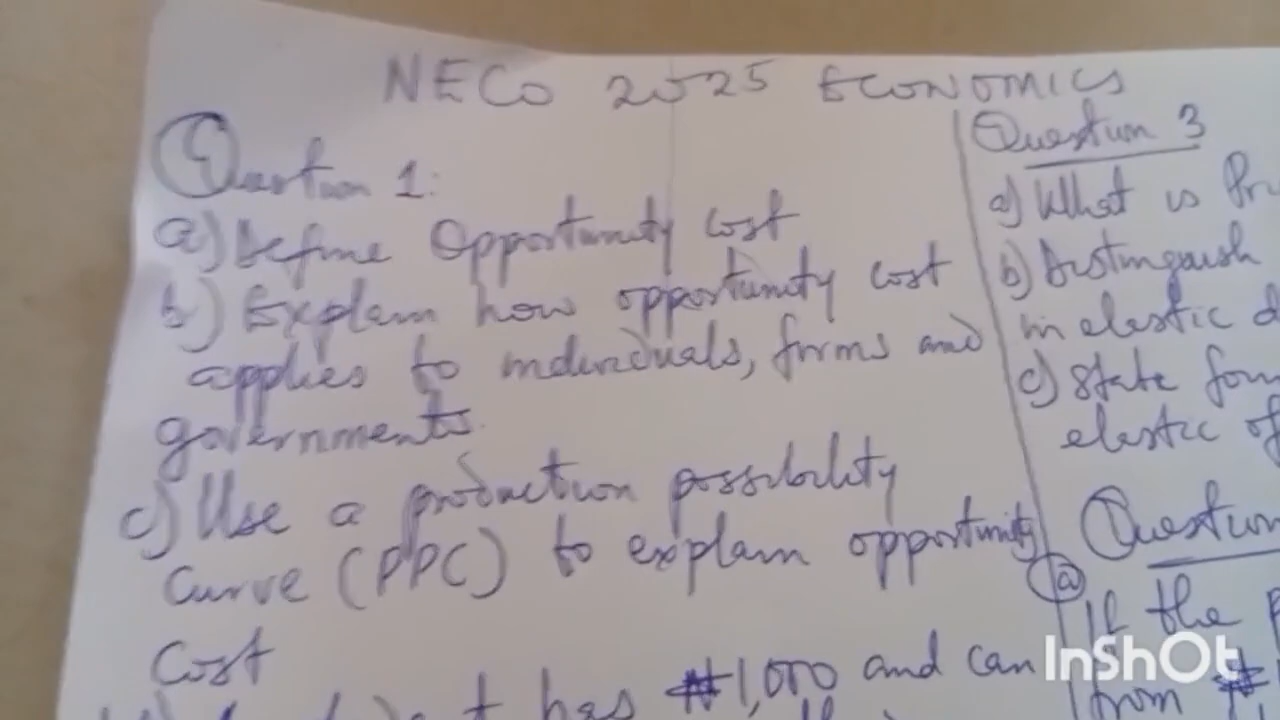 NECO 2025 ECONOMICS
Question 1:
a) Define Opportunity cost
b) Explain how opportunity cost
applies to individuals, firms and
governments.
c) Use a production possibility
Curve (PPC) to explain opportunity
Cost
has ₦1,000 and can
Question 3
a) What is
b) Distinguish
in elastic
c) State
elastic of
Question
a
If the
from ₦
InShOt